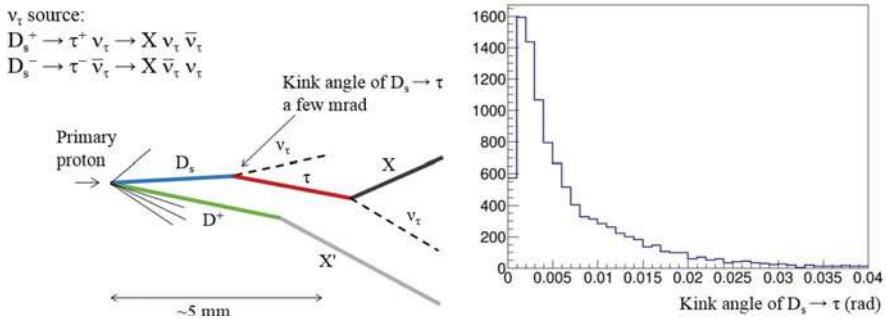 ντ source:
Ds+ → τ+ ντ → X ντ ν̄τ
Ds− → τ− ν̄τ → X ν̄τ ντ
Kink angle of Ds → τ
a few mrad
Primary
proton
Ds
ντ
X
τ
D+
ντ
X'
~5 mm
1600
1400
1200
1000
800
600
400
200
0
0 0.005 0.01 0.015 0.02 0.025 0.03 0.035 0.04
Kink angle of Ds → τ (rad)